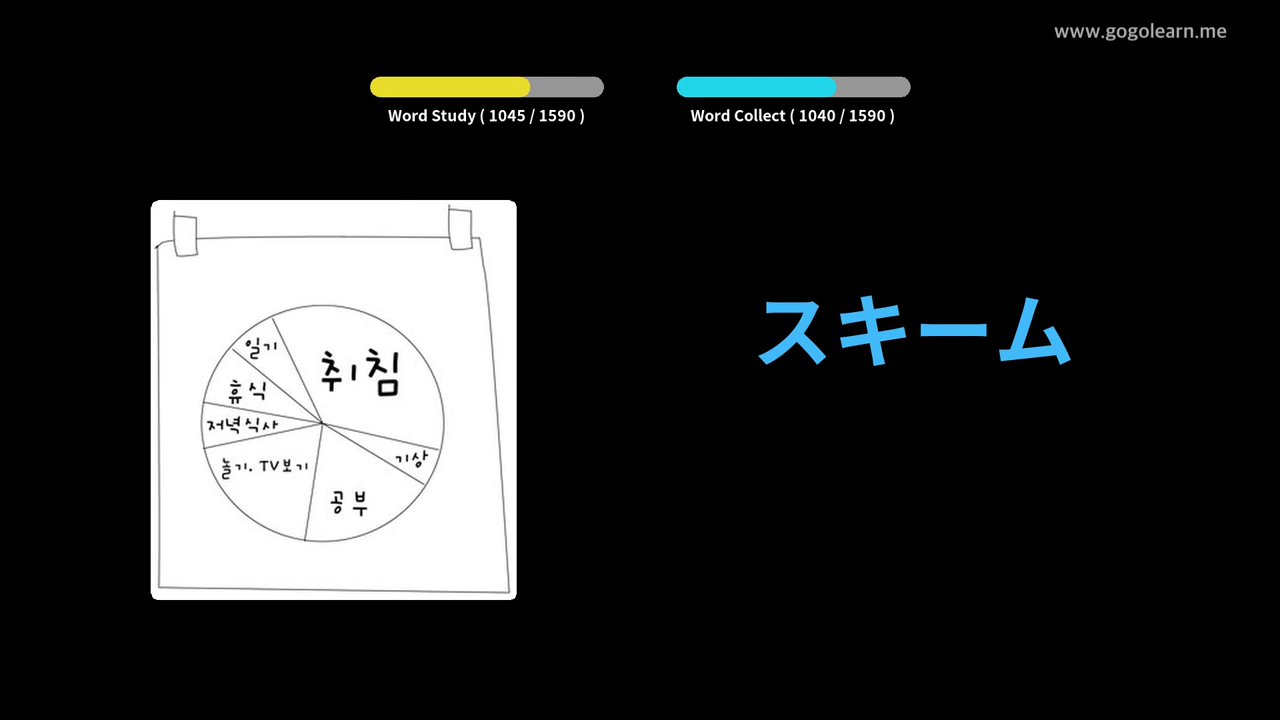 www.gogolearn.me
Word Study ( 1045 / 1590 )
Word Collect ( 1040 / 1590 )
일기
취침
휴식
저녁식사
놀기. TV보기
기상
공부
スキーム